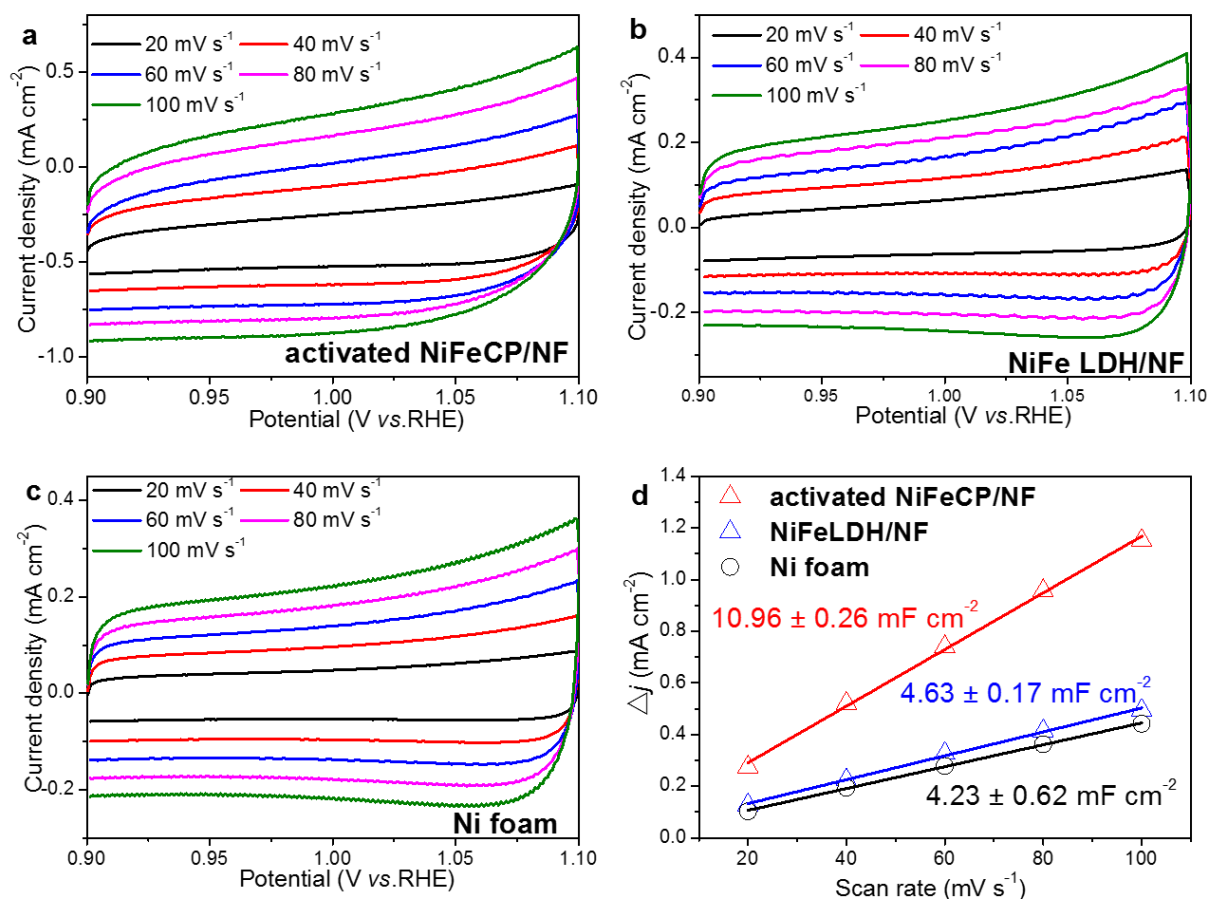 a
20 mV s⁻¹ 40 mV s⁻¹
60 mV s⁻¹ 80 mV s⁻¹
100 mV s⁻¹
0.5
0.0
-0.5
-1.0
Current density (mA cm⁻²)
activated NiFeCP/NF
0.90 0.95 1.00 1.05 1.10
Potential (V vs.RHE)
b
20 mV s⁻¹ 40 mV s⁻¹
60 mV s⁻¹ 80 mV s⁻¹
100 mV s⁻¹
0.4
0.2
0.0
-0.2
Current density (mA cm⁻²)
NiFe LDH/NF
0.90 0.95 1.00 1.05 1.10
Potential (V vs.RHE)
c
20 mV s⁻¹ 40 mV s⁻¹
60 mV s⁻¹ 80 mV s⁻¹
100 mV s⁻¹
0.4
0.2
0.0
-0.2
Current density (mA cm⁻²)
Ni foam
0.90 0.95 1.00 1.05 1.10
Potential (V vs.RHE)
d
activated NiFeCP/NF
NiFeLDH/NF
Ni foam
1.4
1.2
1.0
0.8
0.6
0.4
0.2
0.0
△j (mA cm⁻²)
10.96 ± 0.26 mF cm⁻²
4.63 ± 0.17 mF cm⁻²
4.23 ± 0.62 mF cm⁻²
20 40 60 80 100
Scan rate (mV s⁻¹)